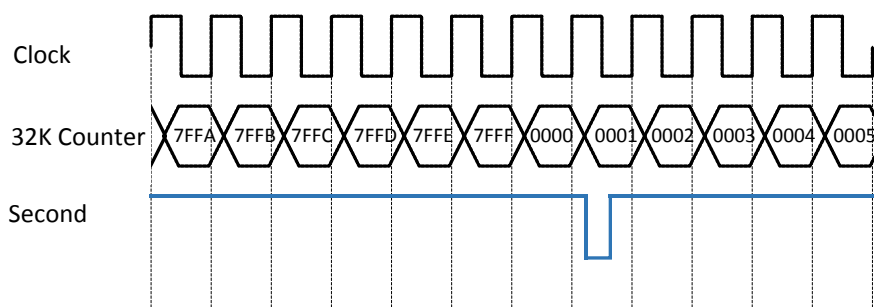 Clock
32K Counter 7FFA 7FFB 7FFC 7FFD 7FFE 7FFF 0000 0001 0002 0003 0004 0005
Second